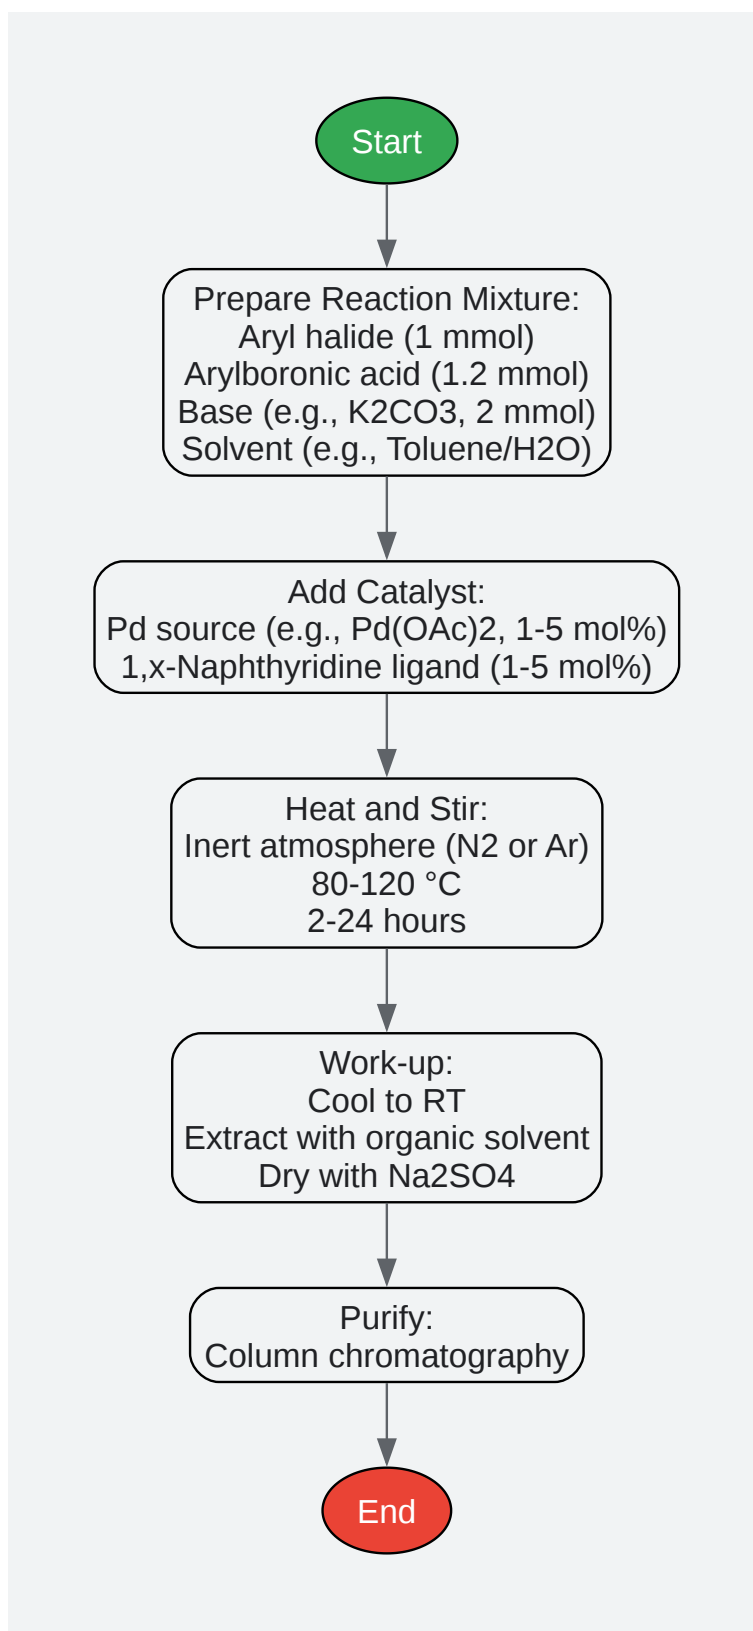 Start
Prepare Reaction Mixture:
Aryl halide (1 mmol)
Arylboronic acid (1.2 mmol)
Base (e.g., K2CO3, 2 mmol)
Solvent (e.g., Toluene/H2O)
Add Catalyst:
Pd source (e.g., Pd(OAc)2, 1-5 mol%)
1,x-Naphthyridine ligand (1-5 mol%)
Heat and Stir:
Inert atmosphere (N2 or Ar)
80-120 °C
2-24 hours
Work-up:
Cool to RT
Extract with organic solvent
Dry with Na2SO4
Purify:
Column chromatography
End